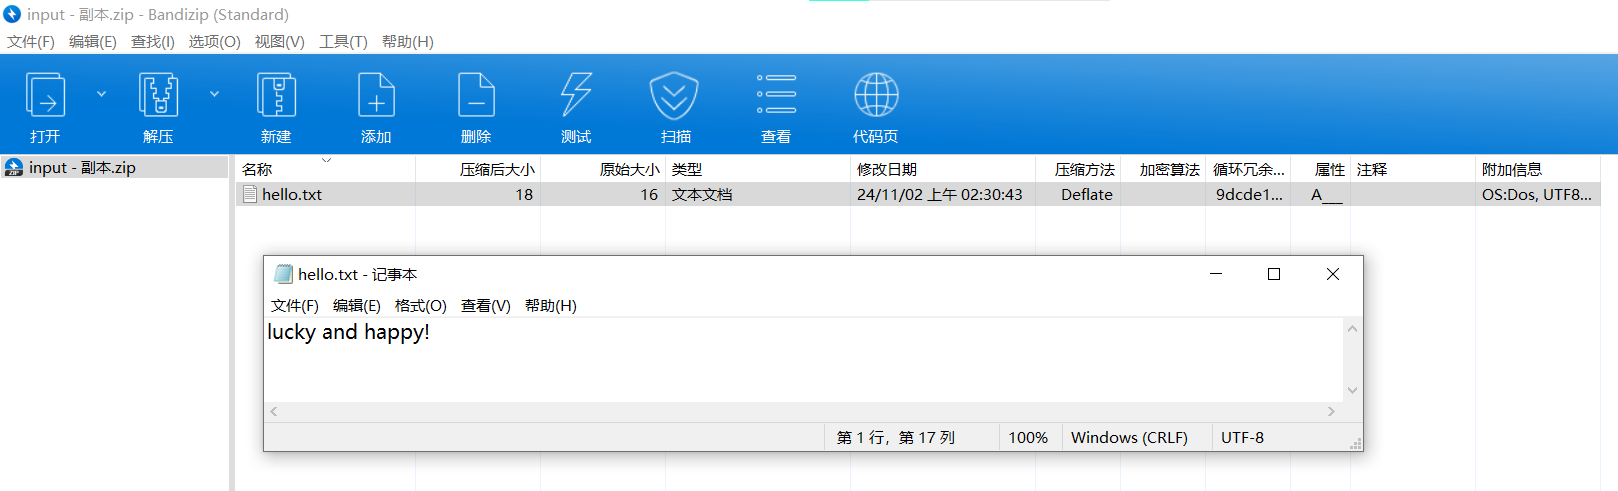 input - 副本.zip - Bandizip (Standard)
文件(F) 编辑(E) 查找(I) 选项(O) 视图(V) 工具(T) 帮助(H)
打开 解压 新建 添加 删除 测试 扫描 查看 代码页
input - 副本.zip
名称 压缩后大小 原始大小 类型 修改日期 压缩方法 加密算法 循环冗余... 属性 注释 附加信息
hello.txt 18 16 文本文档 24/11/02 上午 02:30:43 Deflate 9dcde1... A___ OS:Dos, UTF8...
hello.txt - 记事本
文件(F) 编辑(E) 格式(O) 查看(V) 帮助(H)
lucky and happy!
第 1 行，第 17 列 100% Windows (CRLF) UTF-8